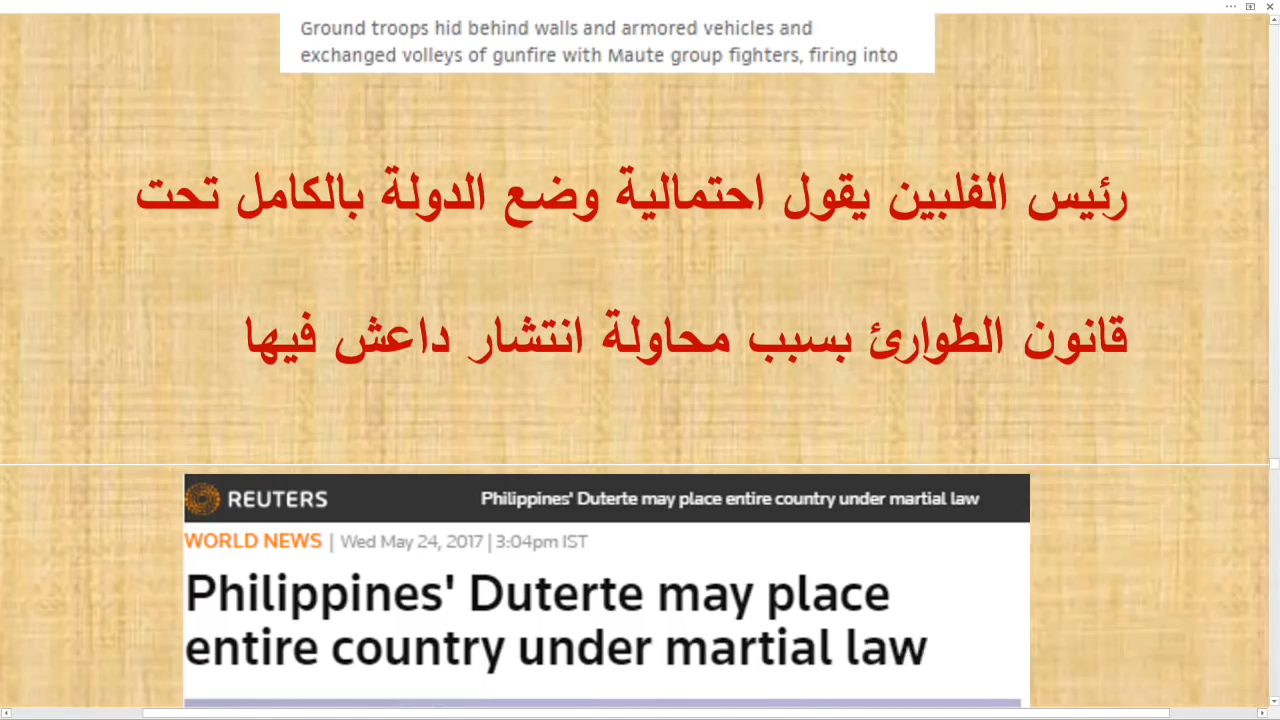 Ground troops hid behind walls and armored vehicles and
exchanged volleys of gunfire with Maute group fighters, firing into
رئيس الفلبين يقول احتمالية وضع الدولة بالكامل تحت
قانون الطوارئ بسبب محاولة انتشار داعش فيها
REUTERS Philippines' Duterte may place entire country under martial law
WORLD NEWS | Wed May 24, 2017 | 3:04pm IST
Philippines' Duterte may place
entire country under martial law